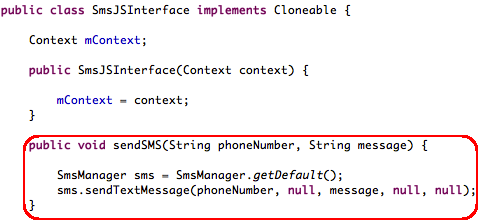 public class SmsJSInterface implements Cloneable {
Context mContext;
public SmsJSInterface(Context context) {
mContext = context;
}
public void sendSMS(String phoneNumber, String message) {
SmsManager sms = SmsManager.getDefault();
sms.sendTextMessage(phoneNumber, null, message, null, null);
}